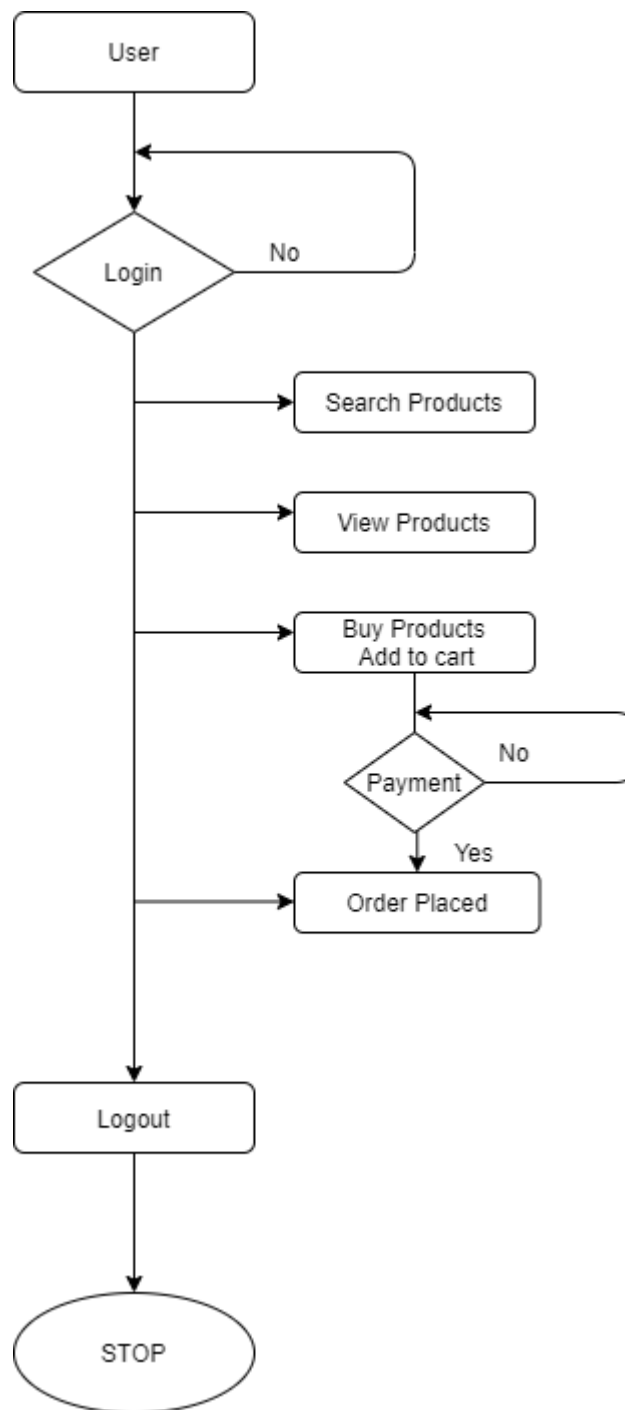 User
No
Login
Search Products
View Products
Buy Products
Add to cart
No
Payment
Yes
Order Placed
Logout
STOP